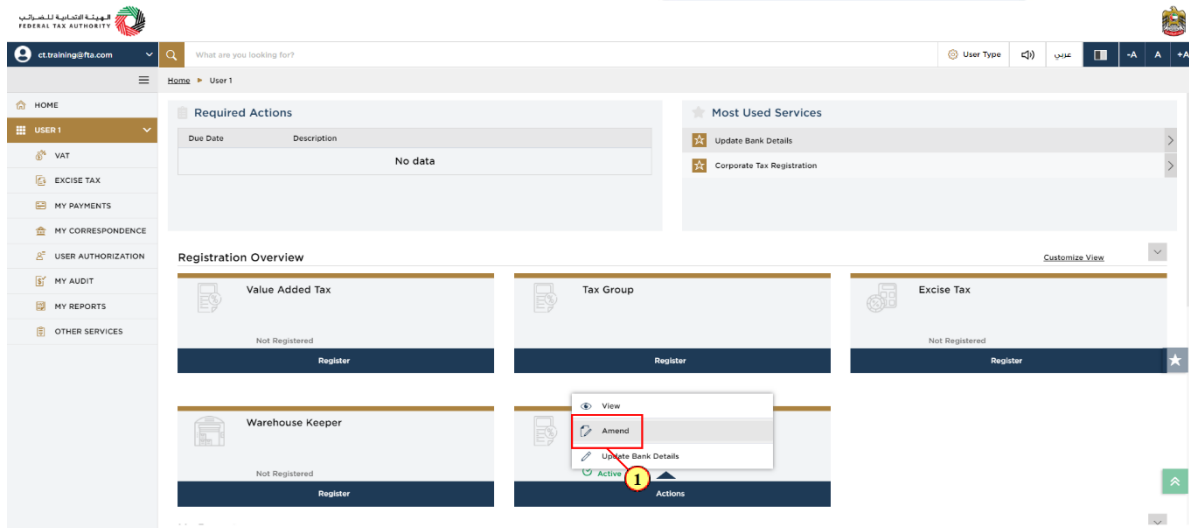 الهيئة الاتحادية للضرائب
FEDERAL TAX AUTHORITY
ct.training@fta.com
What are you looking for?
User Type
عربي
-A
A
+A
Home
User 1
HOME
USER 1
VAT
EXCISE TAX
MY PAYMENTS
MY CORRESPONDENCE
USER AUTHORIZATION
MY AUDIT
MY REPORTS
OTHER SERVICES
Required Actions
Due Date
Description
No data
Most Used Services
Update Bank Details
Corporate Tax Registration
Registration Overview
Customize View
Value Added Tax
Not Registered
Register
Tax Group
Register
Excise Tax
Not Registered
Register
Warehouse Keeper
Not Registered
Register
View
Amend
Update Bank Details
1
Active
Actions